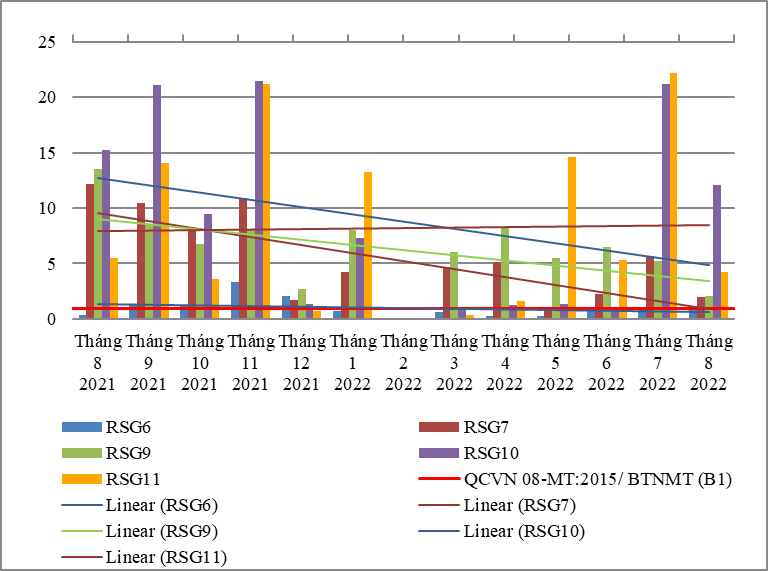 25
20
15
10
5
0
Tháng Tháng Tháng Tháng Tháng Tháng Tháng Tháng Tháng Tháng Tháng Tháng Tháng
8 9 10 11 12 1 2 3 4 5 6 7 8
2021 2021 2021 2021 2021 2022 2022 2022 2022 2022 2022 2022 2022
RSG6 RSG7
RSG9 RSG10
RSG11 QCVN 08-MT:2015/ BTNMT (B1)
Linear (RSG6) Linear (RSG7)
Linear (RSG9) Linear (RSG10)
Linear (RSG11)